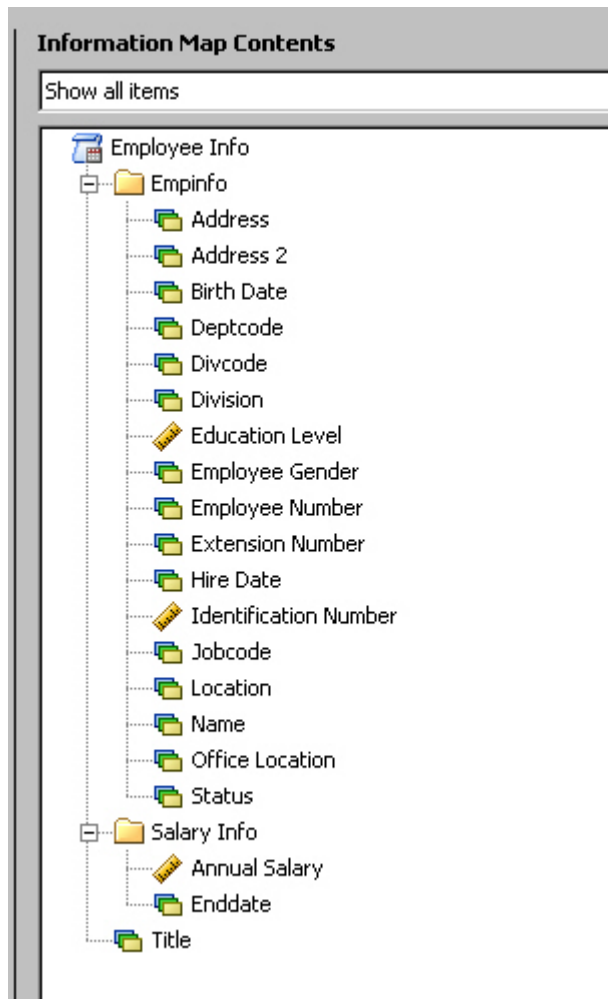 Information Map Contents
Show all items
Employee Info
Empinfo
Address
Address 2
Birth Date
Deptcode
Divcode
Division
Education Level
Employee Gender
Employee Number
Extension Number
Hire Date
Identification Number
Jobcode
Location
Name
Office Location
Status
Salary Info
Annual Salary
Enddate
Title